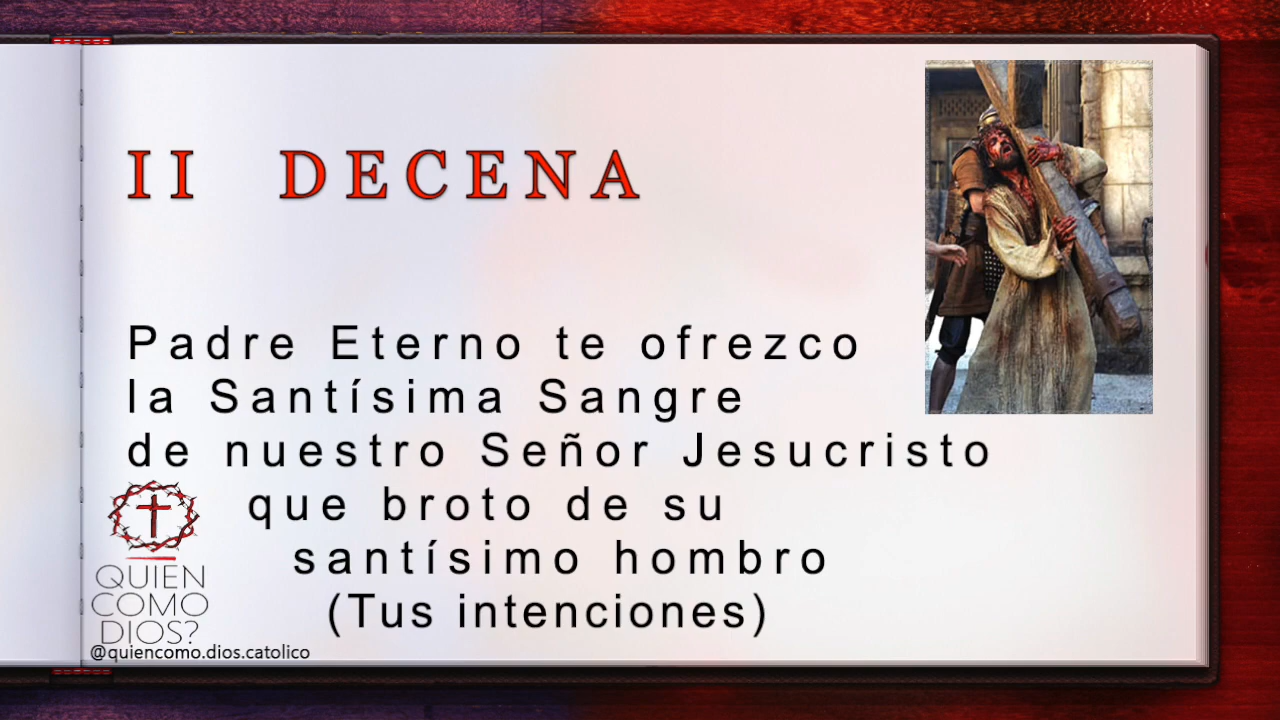 II DECENA
Padre Eterno te ofrezco
la Santísima Sangre
de nuestro Señor Jesucristo
que broto de su
santísimo hombro
(Tus intenciones)
QUIEN
COMO
DIOS?
@quiencomo.dios.catolico